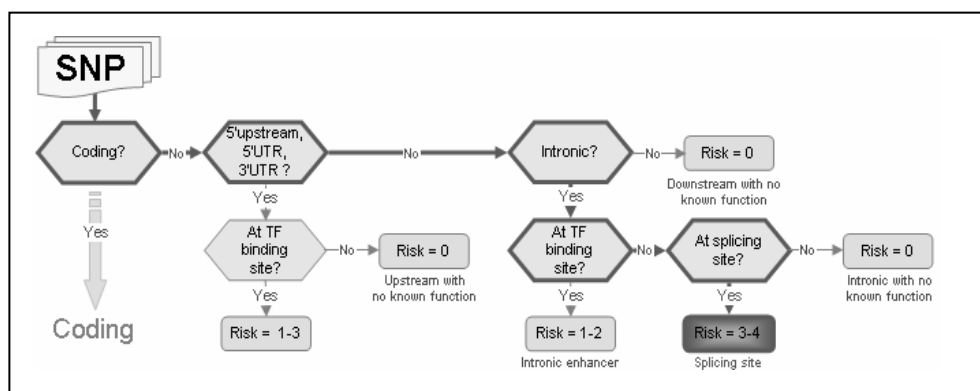 SNP
Coding?
No
5'upstream,
5'UTR,
3'UTR ?
No
Intronic?
No
Risk = 0
Downstream with no
known function
Yes
Yes
Yes
At TF
binding
site?
No
Risk = 0
Upstream with
no known function
At TF
binding
site?
No
At splicing
site?
No
Risk = 0
Intronic with no
known function
Yes
Yes
Yes
Coding
Risk = 1-3
Risk = 1-2
Intronic enhancer
Risk = 3-4
Splicing site